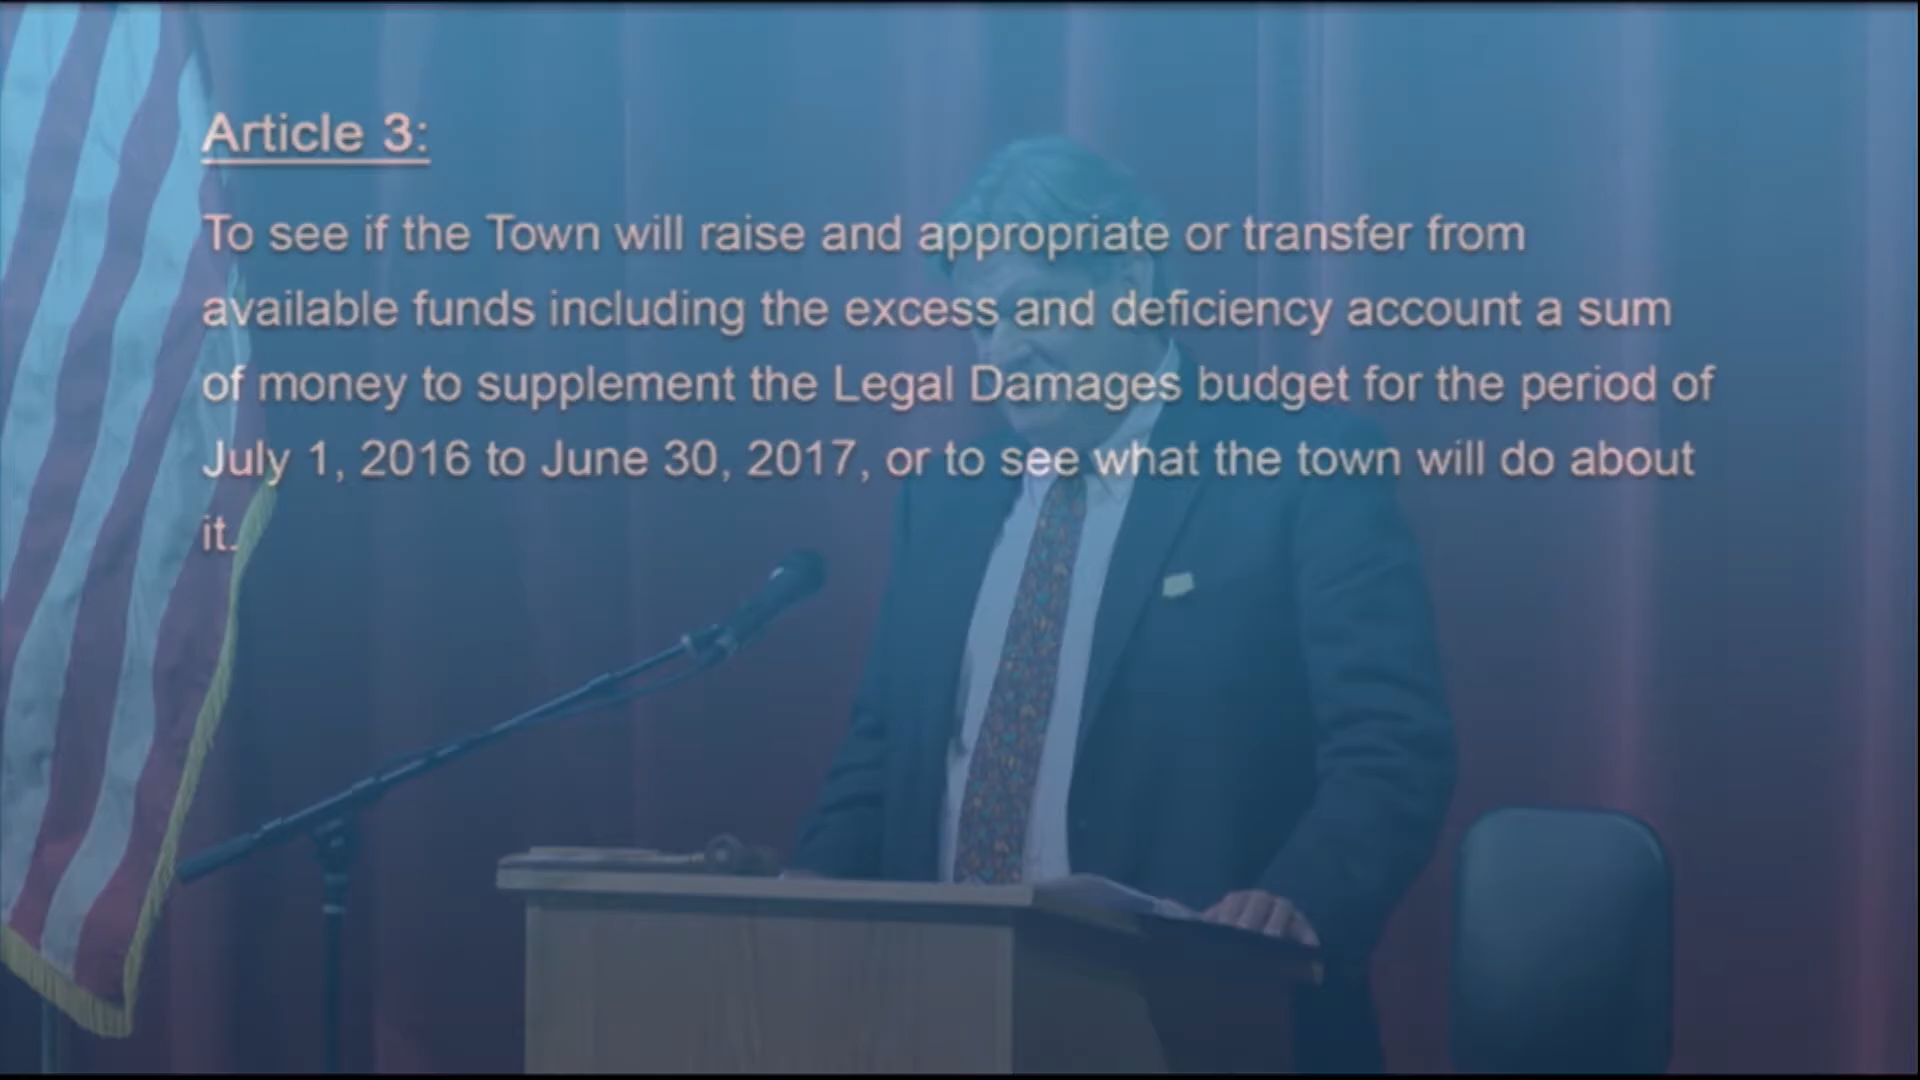 Article 3:
To see if the Town will raise and appropriate or transfer from
available funds including the excess and deficiency account a sum
of money to supplement the Legal Damages budget for the period of
July 1, 2016 to June 30, 2017, or to see what the town will do about
it.